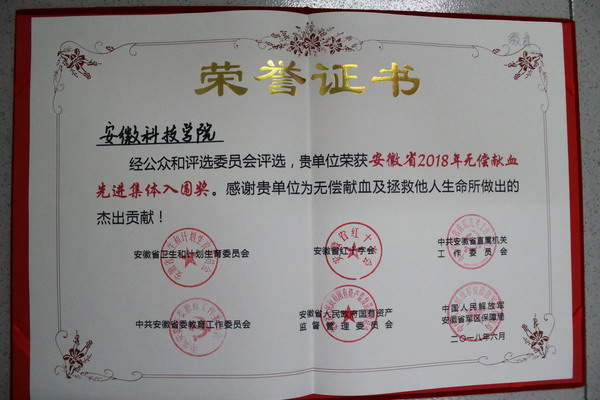 荣誉证书
安徽科技学院
经公众和评选委员会评选，贵单位荣获安徽省2018年无偿献血
先进集体入围奖。感谢贵单位为无偿献血及拯救他人生命所做出的
杰出贡献！
安徽省卫生和计划生育委员会
安徽省红十字会
中共安徽省直属机关
工作委员会
中共安徽省委教育工作委员会
安徽省人民政府国有资产
监督管理委员会
中国人民解放军
安徽省军区保障局
二〇一八年六月